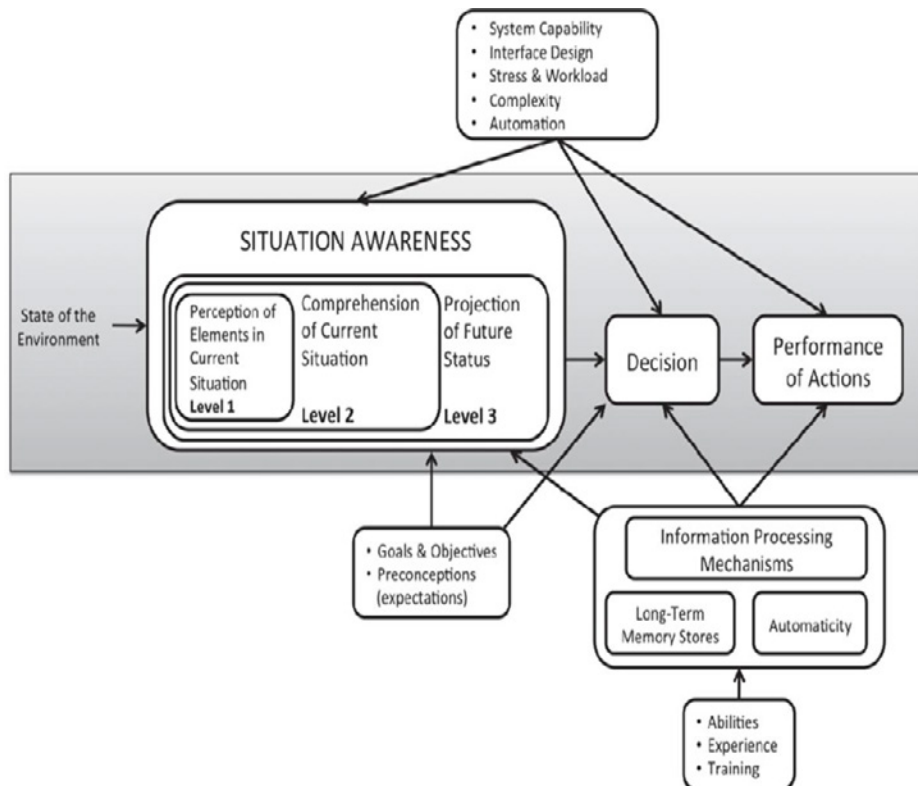 • System Capability
• Interface Design
• Stress & Workload
• Complexity
• Automation
SITUATION AWARENESS
State of the
Environment
Perception of
Elements in
Current
Situation
Level 1
Comprehension
of Current
Situation
Level 2
Projection
of Future
Status
Level 3
Decision
Performance
of Actions
• Goals & Objectives
• Preconceptions
(expectations)
Information Processing
Mechanisms
Long-Term
Memory Stores
Automaticity
• Abilities
• Experience
• Training